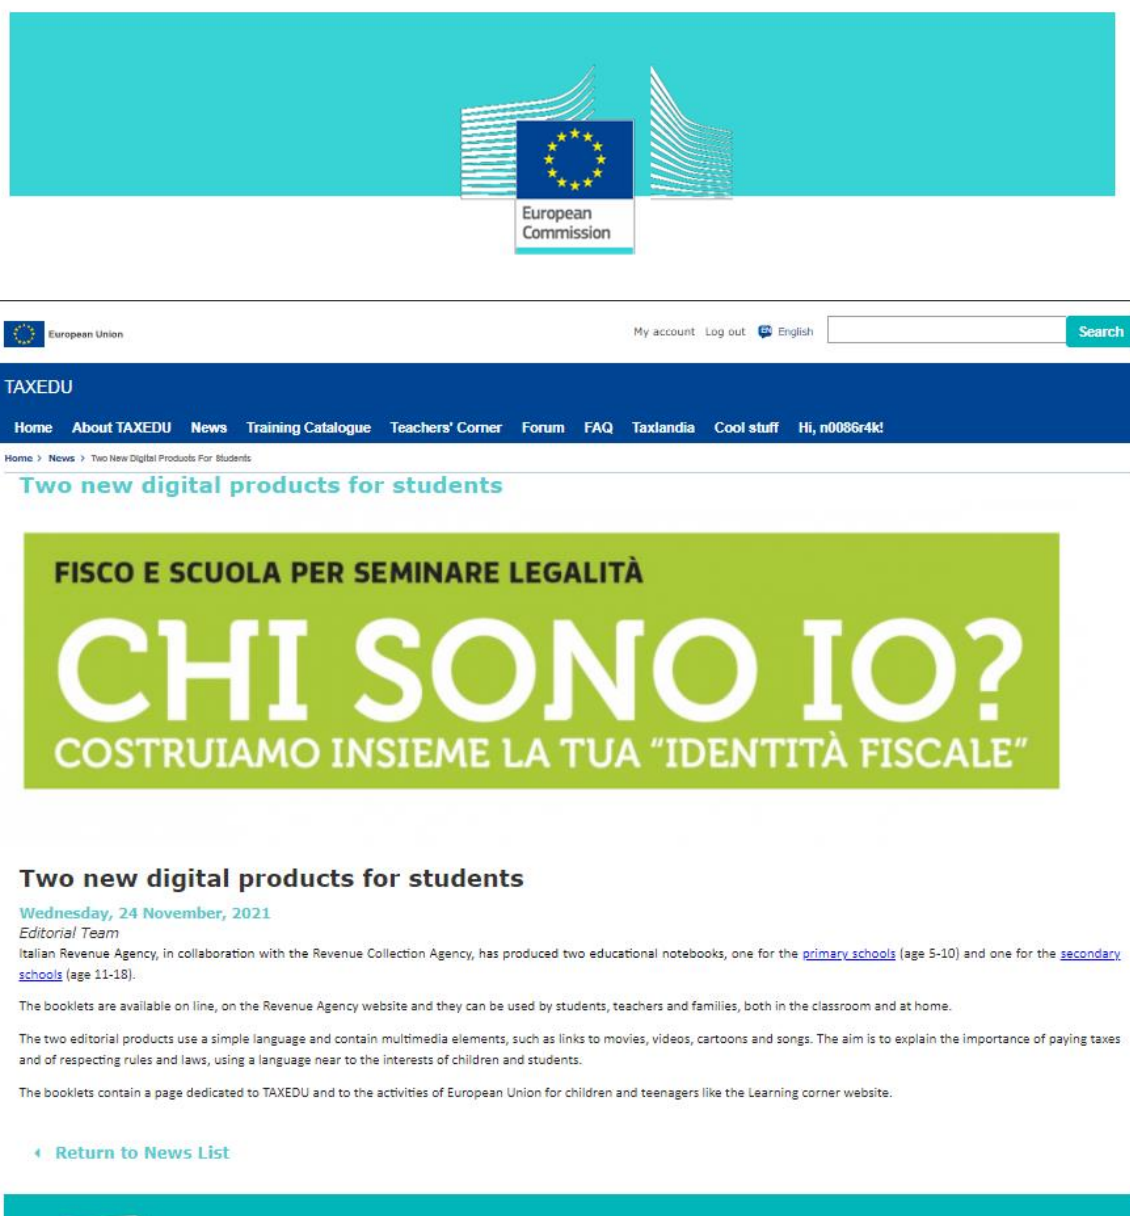 European
Commission
European Union
My account Log out EN English Search
TAXEDU
Home About TAXEDU News Training Catalogue Teachers' Corner Forum FAQ Taxlandia Cool stuff Hi, n0086r4k!
Home > News > Two New Digital Products For Students
Two new digital products for students
FISCO E SCUOLA PER SEMINARE LEGALITÀ
CHI SONO IO?
COSTRUIAMO INSIEME LA TUA “IDENTITÀ FISCALE”
Two new digital products for students
Wednesday, 24 November, 2021
Editorial Team
Italian Revenue Agency, in collaboration with the Revenue Collection Agency, has produced two educational notebooks, one for the primary schools (age 5-10) and one for the secondary
schools (age 11-18).
The booklets are available on line, on the Revenue Agency website and they can be used by students, teachers and families, both in the classroom and at home.
The two editorial products use a simple language and contain multimedia elements, such as links to movies, videos, cartoons and songs. The aim is to explain the importance of paying taxes
and of respecting rules and laws, using a language near to the interests of children and students.
The booklets contain a page dedicated to TAXEDU and to the activities of European Union for children and teenagers like the Learning corner website.
Return to News List